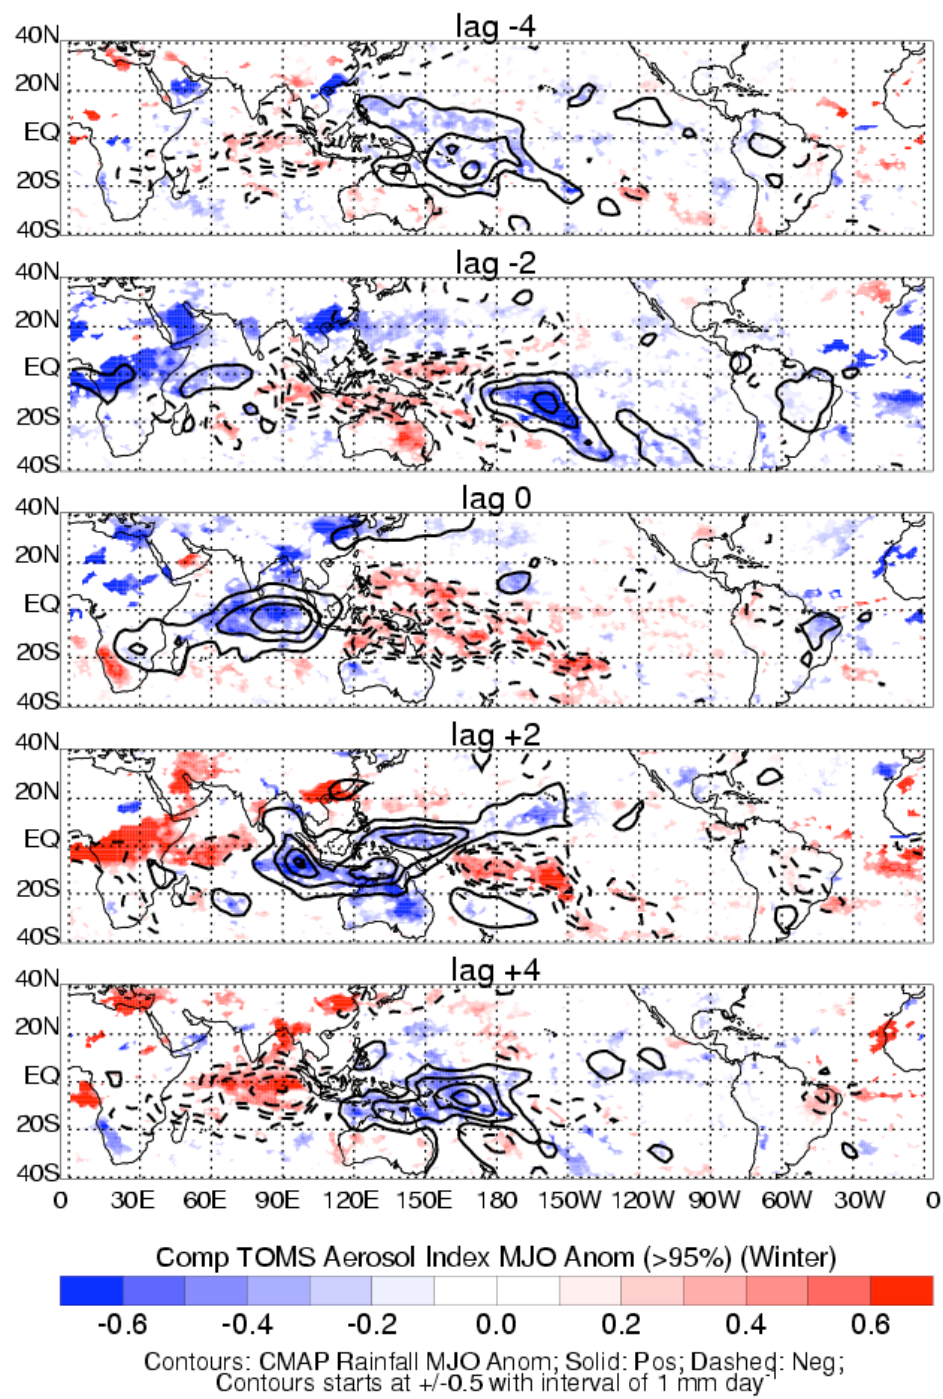 lag -4
40N
20N
EQ
20S
40S
lag -2
40N
20N
EQ
20S
40S
lag 0
40N
20N
EQ
20S
40S
lag +2
40N
20N
EQ
20S
40S
lag +4
40N
20N
EQ
20S
40S
0 30E 60E 90E 120E 150E 180 150W 120W 90W 60W 30W 0
Comp TOMS Aerosol Index MJO Anom (>95%) (Winter)
-0.6 -0.4 -0.2 0.0 0.2 0.4 0.6
Contours: CMAP Rainfall MJO Anom; Solid: Pos; Dashed: Neg;
Contours starts at +/-0.5 with interval of 1 mm day-1